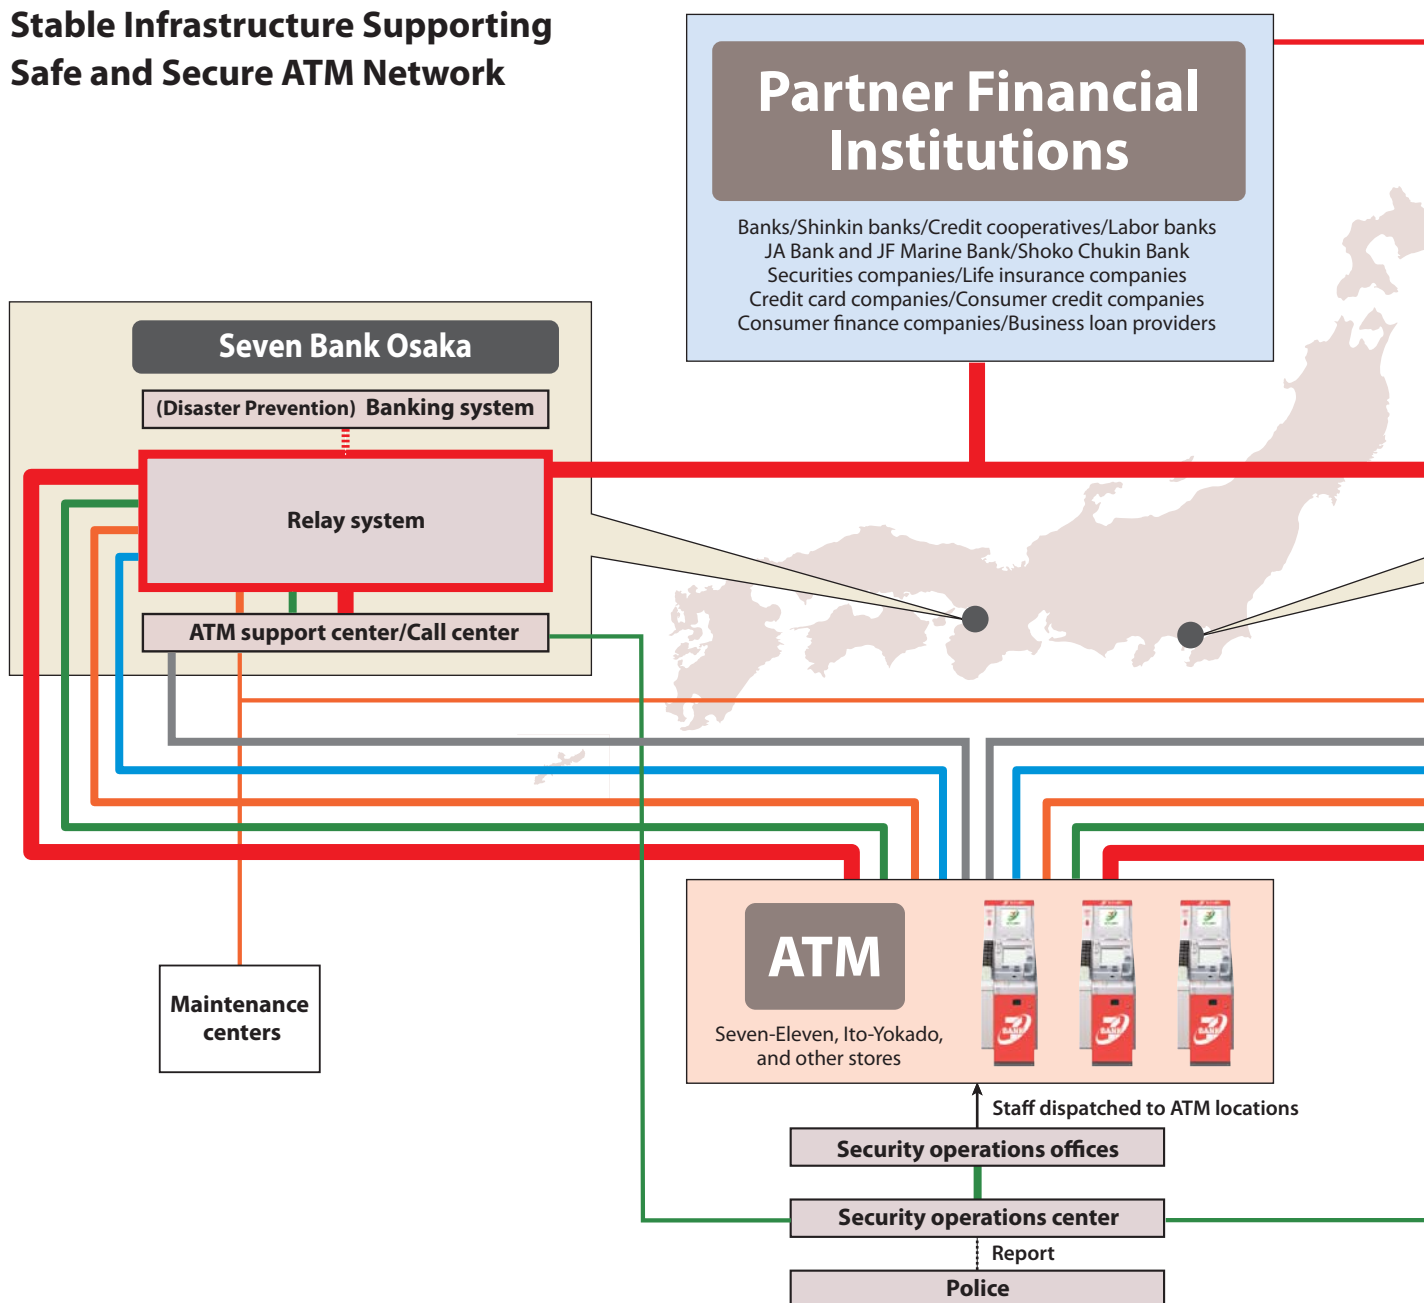 Stable Infrastructure Supporting
Safe and Secure ATM Network
Partner Financial
Institutions
Banks/Shinkin banks/Credit cooperatives/Labor banks
JA Bank and JF Marine Bank/Shoko Chukin Bank
Securities companies/Life insurance companies
Credit card companies/Consumer credit companies
Consumer finance companies/Business loan providers
Seven Bank Osaka
(Disaster Prevention) Banking system
Relay system
ATM support center/Call center
Maintenance
centers
ATM
Seven-Eleven, Ito-Yokado,
and other stores
Staff dispatched to ATM locations
Security operations offices
Security operations center
Report
Police